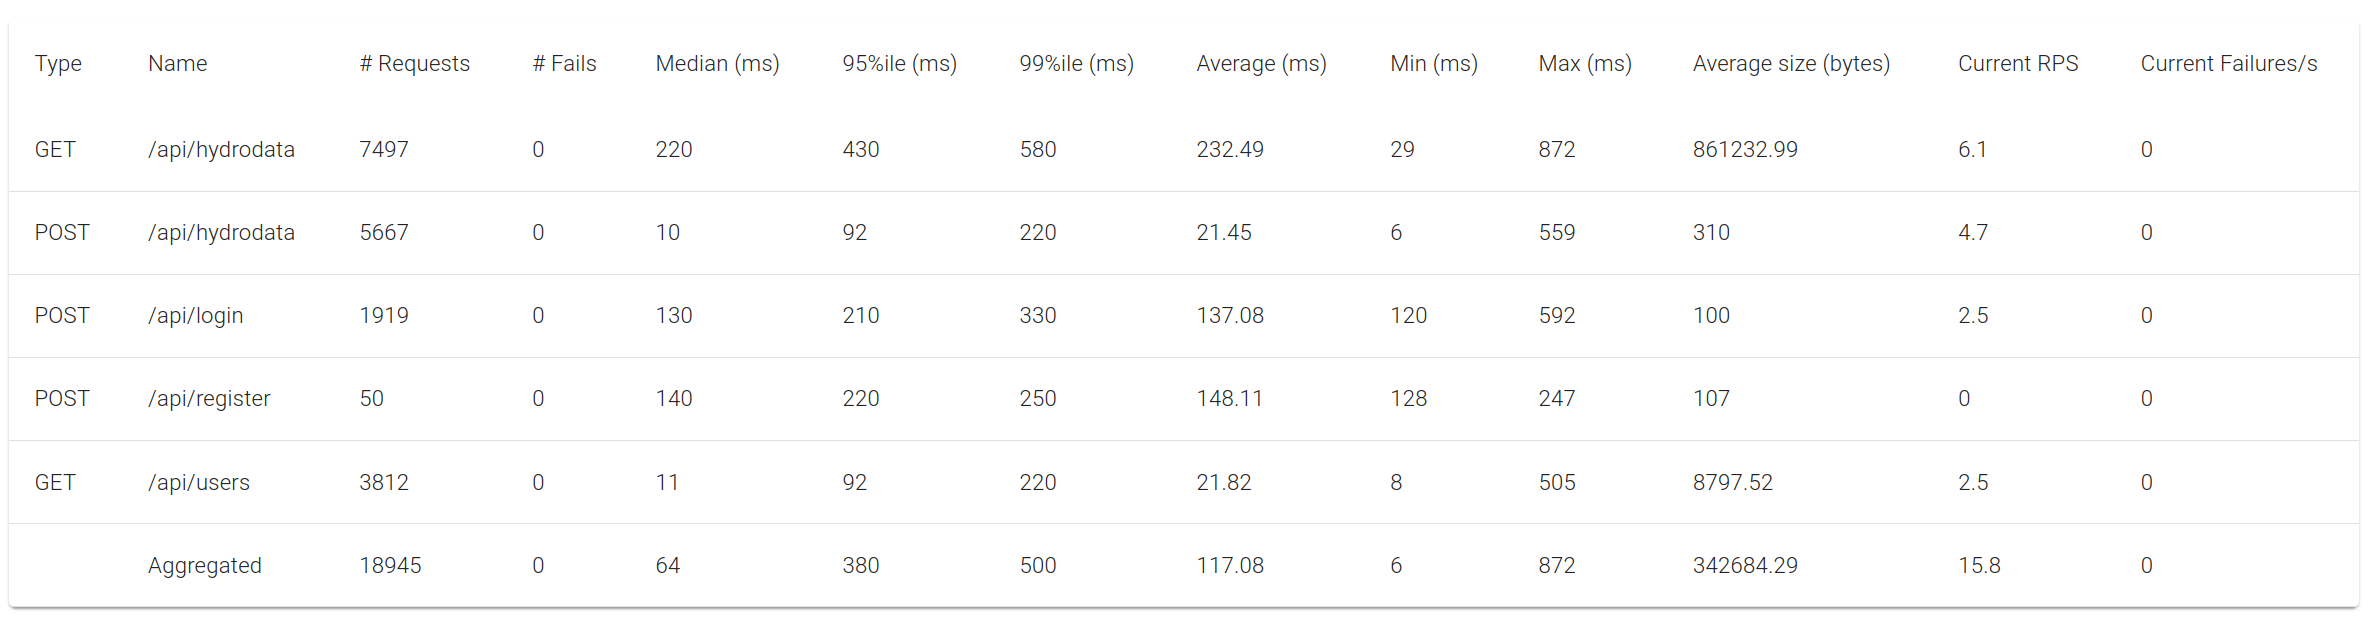 Type Name # Requests # Fails Median (ms) 95%ile (ms) 99%ile (ms) Average (ms) Min (ms) Max (ms) Average size (bytes) Current RPS Current Failures/s
GET /api/hydrodata 7497 0 220 430 580 232.49 29 872 861232.99 6.1 0
POST /api/hydrodata 5667 0 10 92 220 21.45 6 559 310 4.7 0
POST /api/login 1919 0 130 210 330 137.08 120 592 100 2.5 0
POST /api/register 50 0 140 220 250 148.11 128 247 107 0 0
GET /api/users 3812 0 11 92 220 21.82 8 505 8797.52 2.5 0
Aggregated 18945 0 64 380 500 117.08 6 872 342684.29 15.8 0